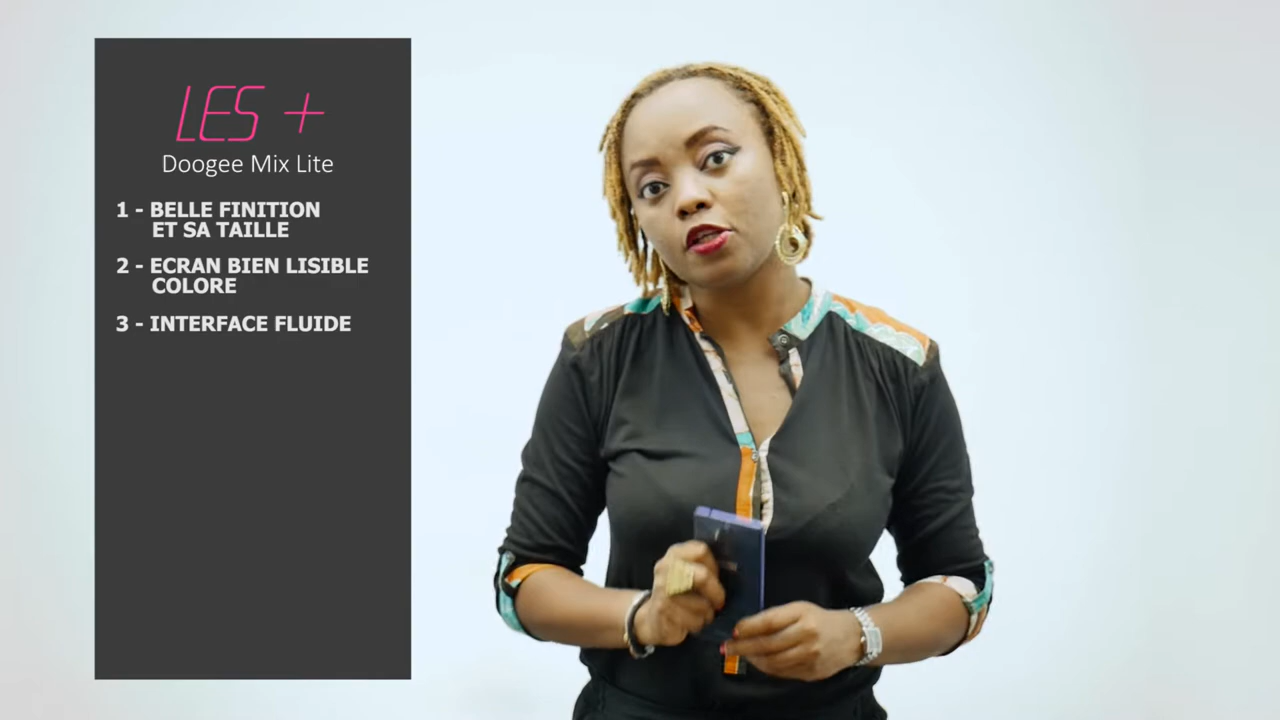 LES +
Doogee Mix Lite
1 - BELLE FINITION
ET SA TAILLE
2 - ECRAN BIEN LISIBLE
COLORE
3 - INTERFACE FLUIDE